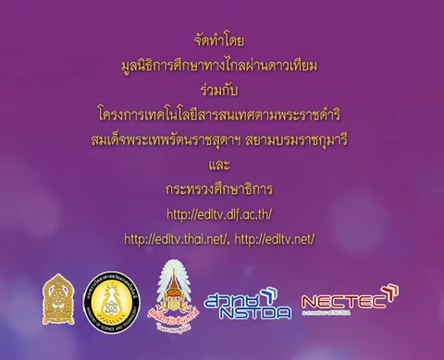 จัดทำโดย
มูลนิธิการศึกษาทางไกลผ่านดาวเทียม
ร่วมกับ
โครงการเทคโนโลยีสารสนเทศตามพระราชดำริ
สมเด็จพระเทพรัตนราชสุดาฯ สยามบรมราชกุมารี
และ
กระทรวงศึกษาธิการ
http://edltv.dlf.ac.th/
http://edltv.thai.net/, http://edltv.net/
สวทช
NSTDA
NECTEC
a member of NSTDA